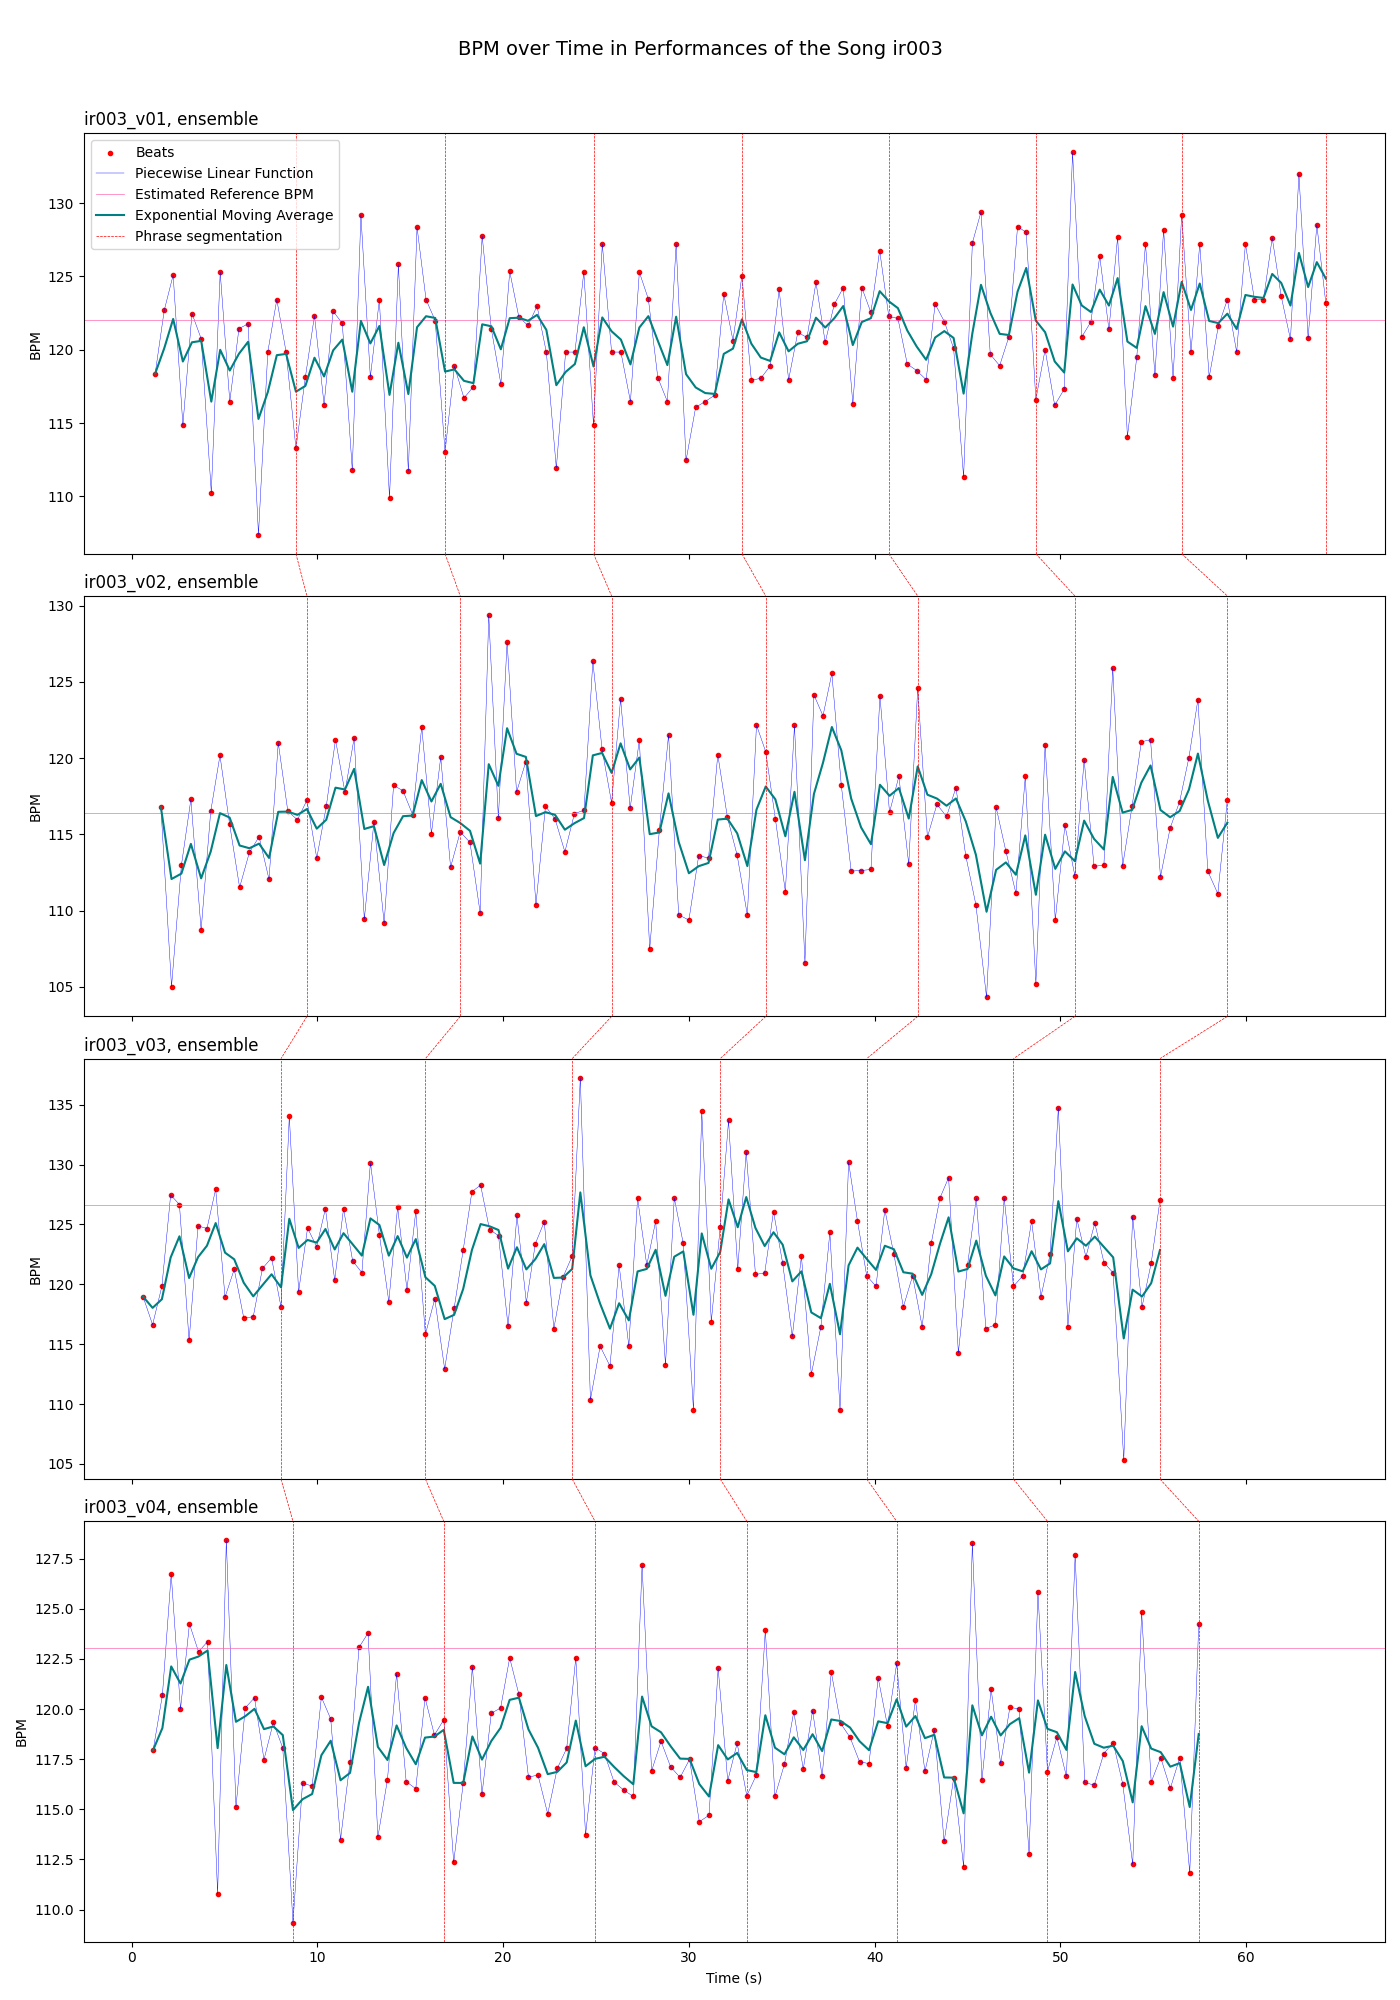 BPM over Time in Performances of the Song ir003
ir003_v01, ensemble
Beats
Piecewise Linear Function
Estimated Reference BPM
Exponential Moving Average
Phrase segmentation
130
125
120
115
110
BPM
ir003_v02, ensemble
130
125
120
115
110
105
BPM
ir003_v03, ensemble
135
130
125
120
115
110
105
BPM
ir003_v04, ensemble
127.5
125.0
122.5
120.0
117.5
115.0
112.5
110.0
BPM
0 10 20 30 40 50 60
Time (s)